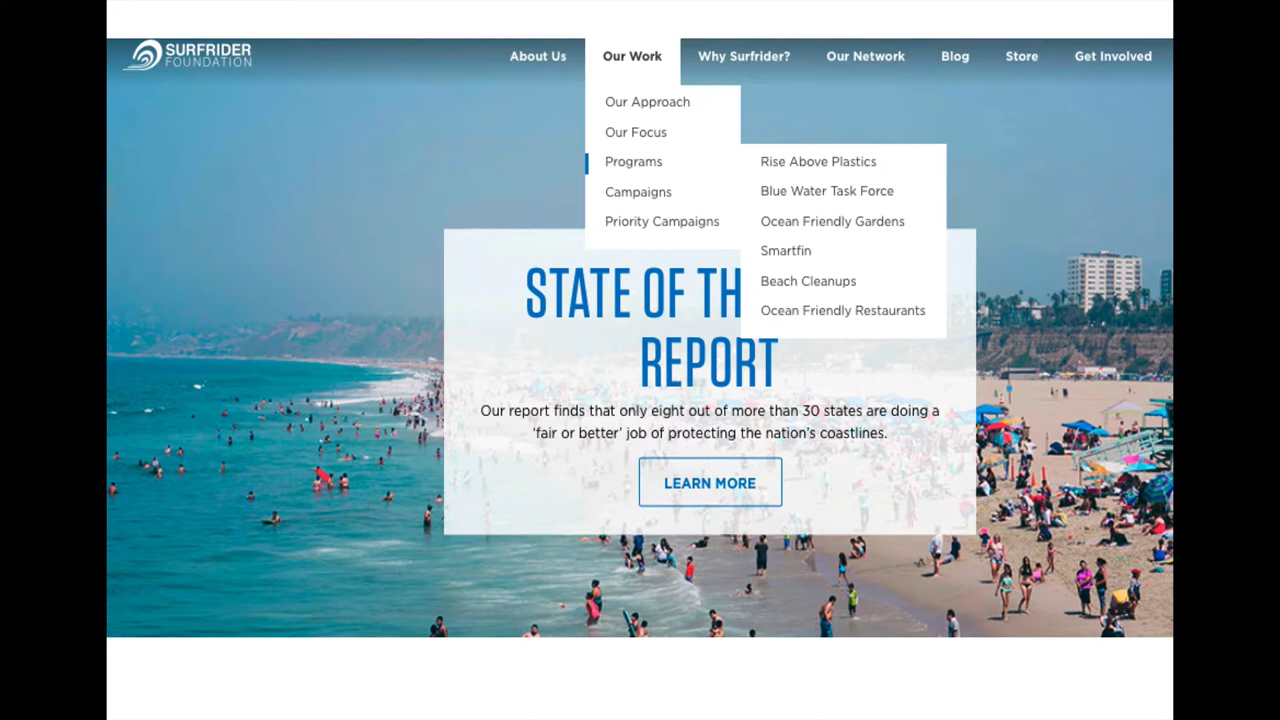 SURFRIDER
FOUNDATION
About Us
Our Work
Why Surfrider?
Our Network
Blog
Store
Get Involved
Our Approach
Our Focus
Programs
Campaigns
Priority Campaigns
Rise Above Plastics
Blue Water Task Force
Ocean Friendly Gardens
Smartfin
Beach Cleanups
Ocean Friendly Restaurants
STATE OF TH
REPORT
Our report finds that only eight out of more than 30 states are doing a
‘fair or better’ job of protecting the nation’s coastlines.
LEARN MORE